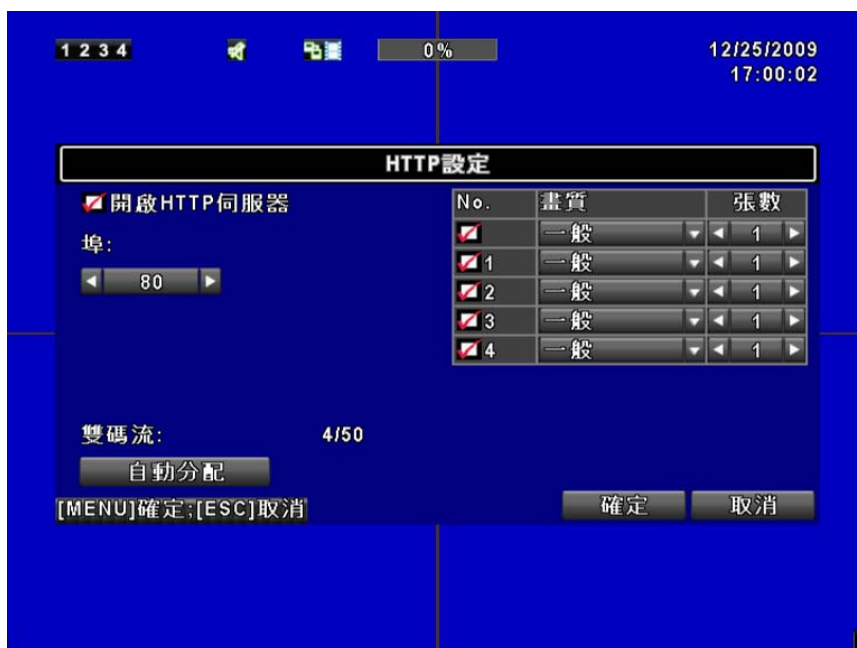 1 2 3 4 0% 12/25/2009
17:00:02
HTTP設定
開啟HTTP伺服器
埠:
80
No. 畫質 張數
一般 1
1 一般 1
2 一般 1
3 一般 1
4 一般 1
雙碼流: 4/50
自動分配
[MENU]確定;[ESC]取消
確定 取消